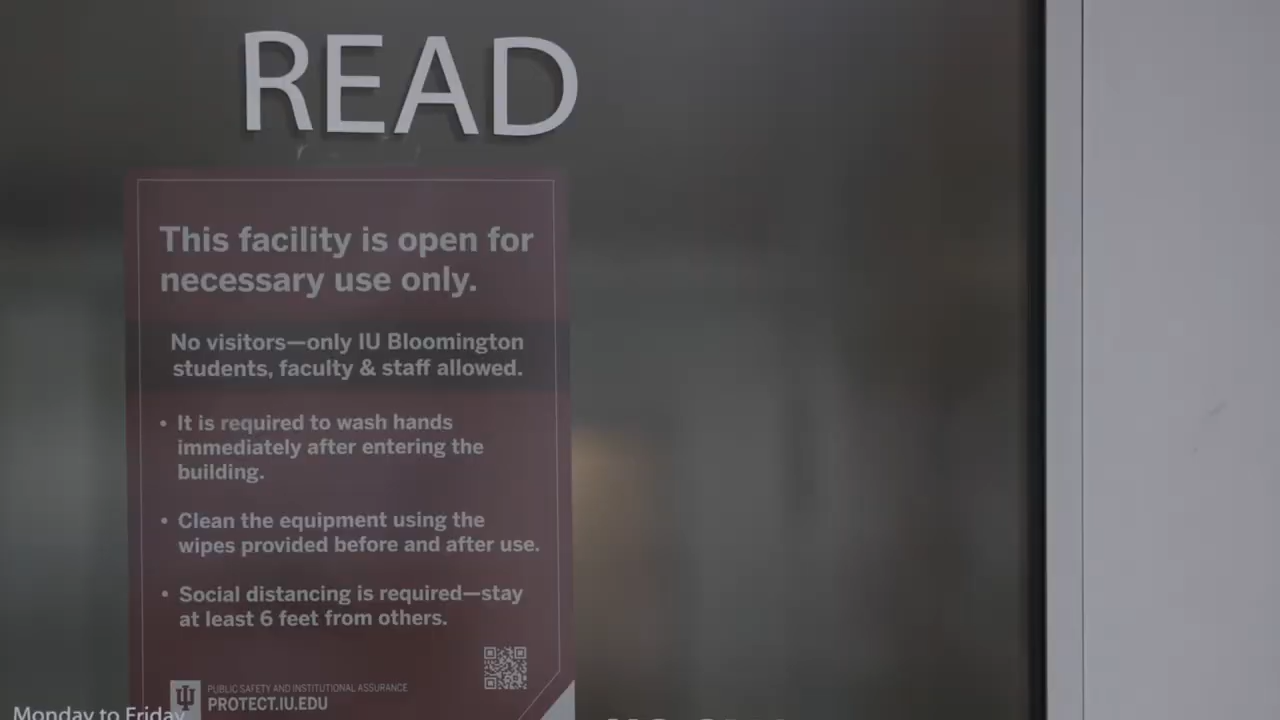 READ
This facility is open for
necessary use only.
No visitors—only IU Bloomington
students, faculty & staff allowed.
• It is required to wash hands
immediately after entering the
building.
• Clean the equipment using the
wipes provided before and after use.
• Social distancing is required—stay
at least 6 feet from others.
PUBLIC SAFETY AND INSTITUTIONAL ASSURANCE
PROTECT.IU.EDU
Monday to Friday